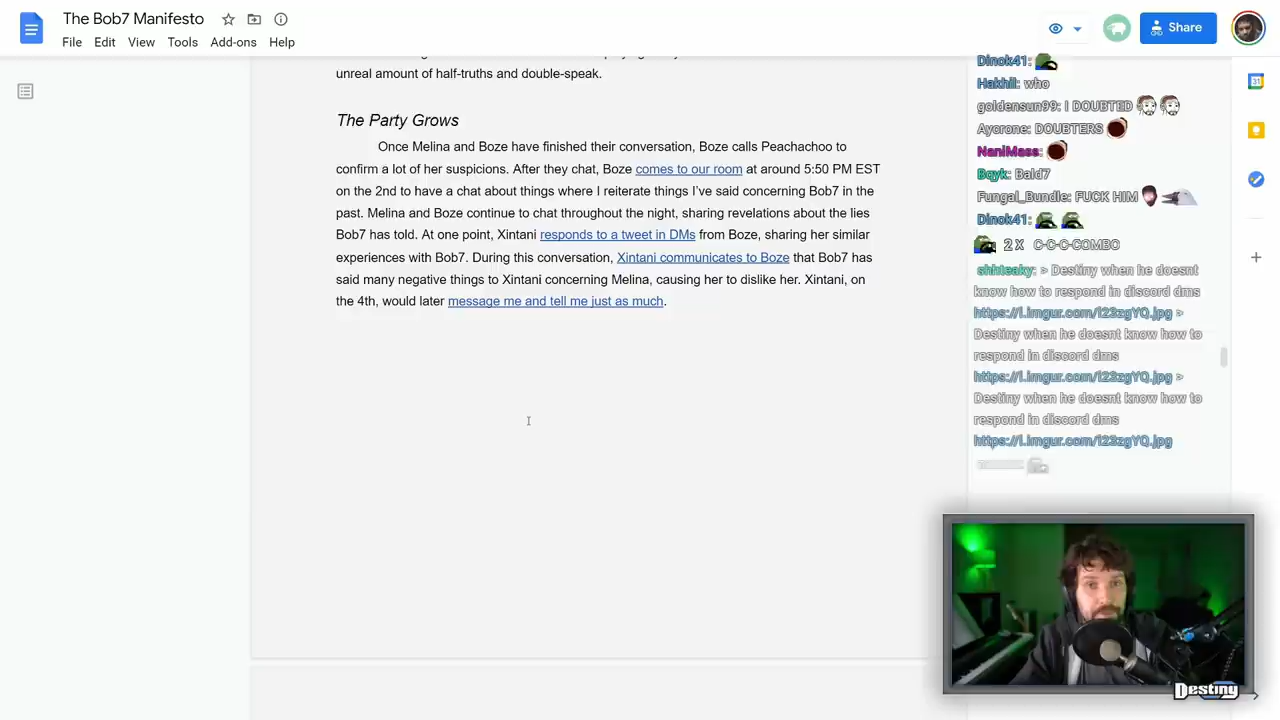 The Bob7 Manifesto
File Edit View Tools Add-ons Help
Share
unreal amount of half-truths and double-speak.
The Party Grows
Once Melina and Boze have finished their conversation, Boze calls Peachachoo to
confirm a lot of her suspicions. After they chat, Boze comes to our room at around 5:50 PM EST
on the 2nd to have a chat about things where I reiterate things I've said concerning Bob7 in the
past. Melina and Boze continue to chat throughout the night, sharing revelations about the lies
Bob7 has told. At one point, Xintani responds to a tweet in DMs from Boze, sharing her similar
experiences with Bob7. During this conversation, Xintani communicates to Boze that Bob7 has
said many negative things to Xintani concerning Melina, causing her to dislike her. Xintani, on
the 4th, would later message me and tell me just as much.
Dinok41:
Hakhil: who
goldensun99: I DOUBTED
Aycrone: DOUBTERS
NaniMass:
Bqyk: Bald7
Fungal_Bundle: FUCK HIM
Dinok41:
2 X C-C-C-COMBO
shhteaky: > Destiny when he doesnt
know how to respond in discord dms
https://i.imgur.com/l23zgYQ.jpg >
Destiny when he doesnt know how to
respond in discord dms
https://i.imgur.com/l23zgYQ.jpg >
Destiny when he doesnt know how to
respond in discord dms
https://i.imgur.com/l23zgYQ.jpg
31
Destiny